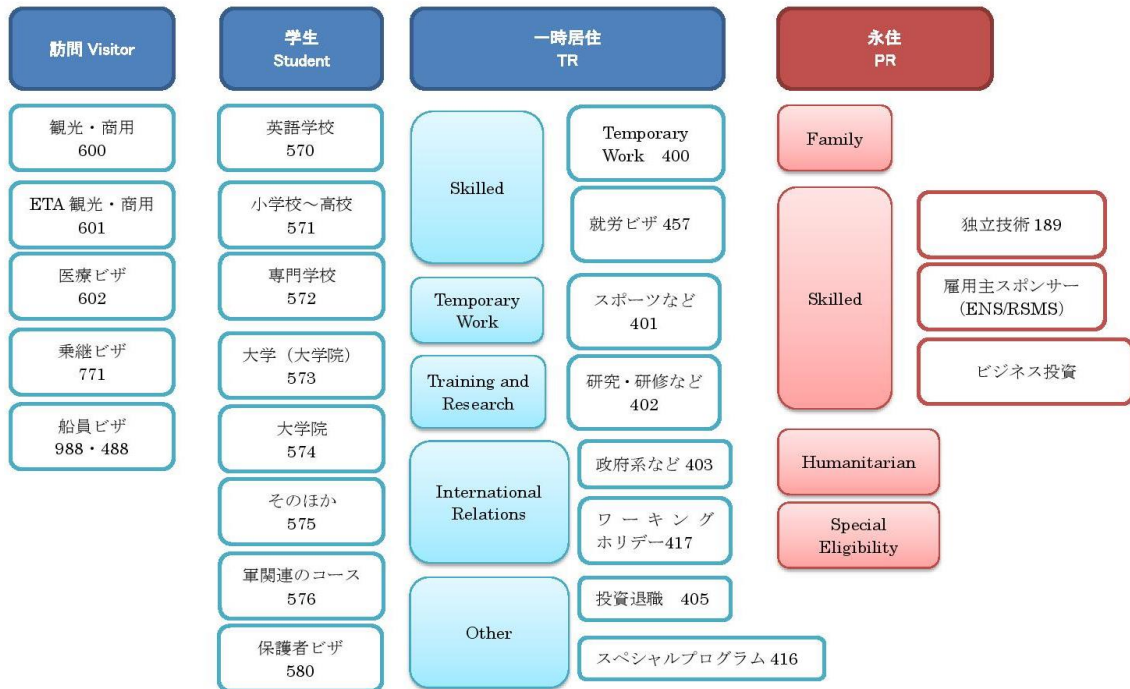 訪問 Visitor
観光・商用
600
ETA 観光・商用
601
医療ビザ
602
乗継ビザ
771
船員ビザ
988・488
学生
Student
英語学校
570
小学校～高校
571
専門学校
572
大学（大学院）
573
大学院
574
そのほか
575
軍関連のコース
576
保護者ビザ
580
一時居住
TR
Skilled
Temporary
Work　400
就労ビザ 457
Temporary
Work
スポーツなど
401
Training and
Research
研究・研修など
402
International
Relations
政府系など 403
ワーキング
ホリデー417
Other
投資退職　405
スペシャルプログラム 416
永住
PR
Family
Skilled
独立技術 189
雇用主スポンサー
(ENS/RSMS)
ビジネス投資
Humanitarian
Special
Eligibility